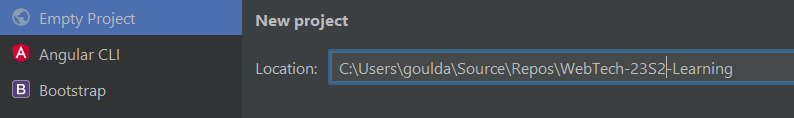 Empty Project
Angular CLI
Bootstrap
New project
Location: C:\Users\goulda\Source\Repos\WebTech-23S2-Learning